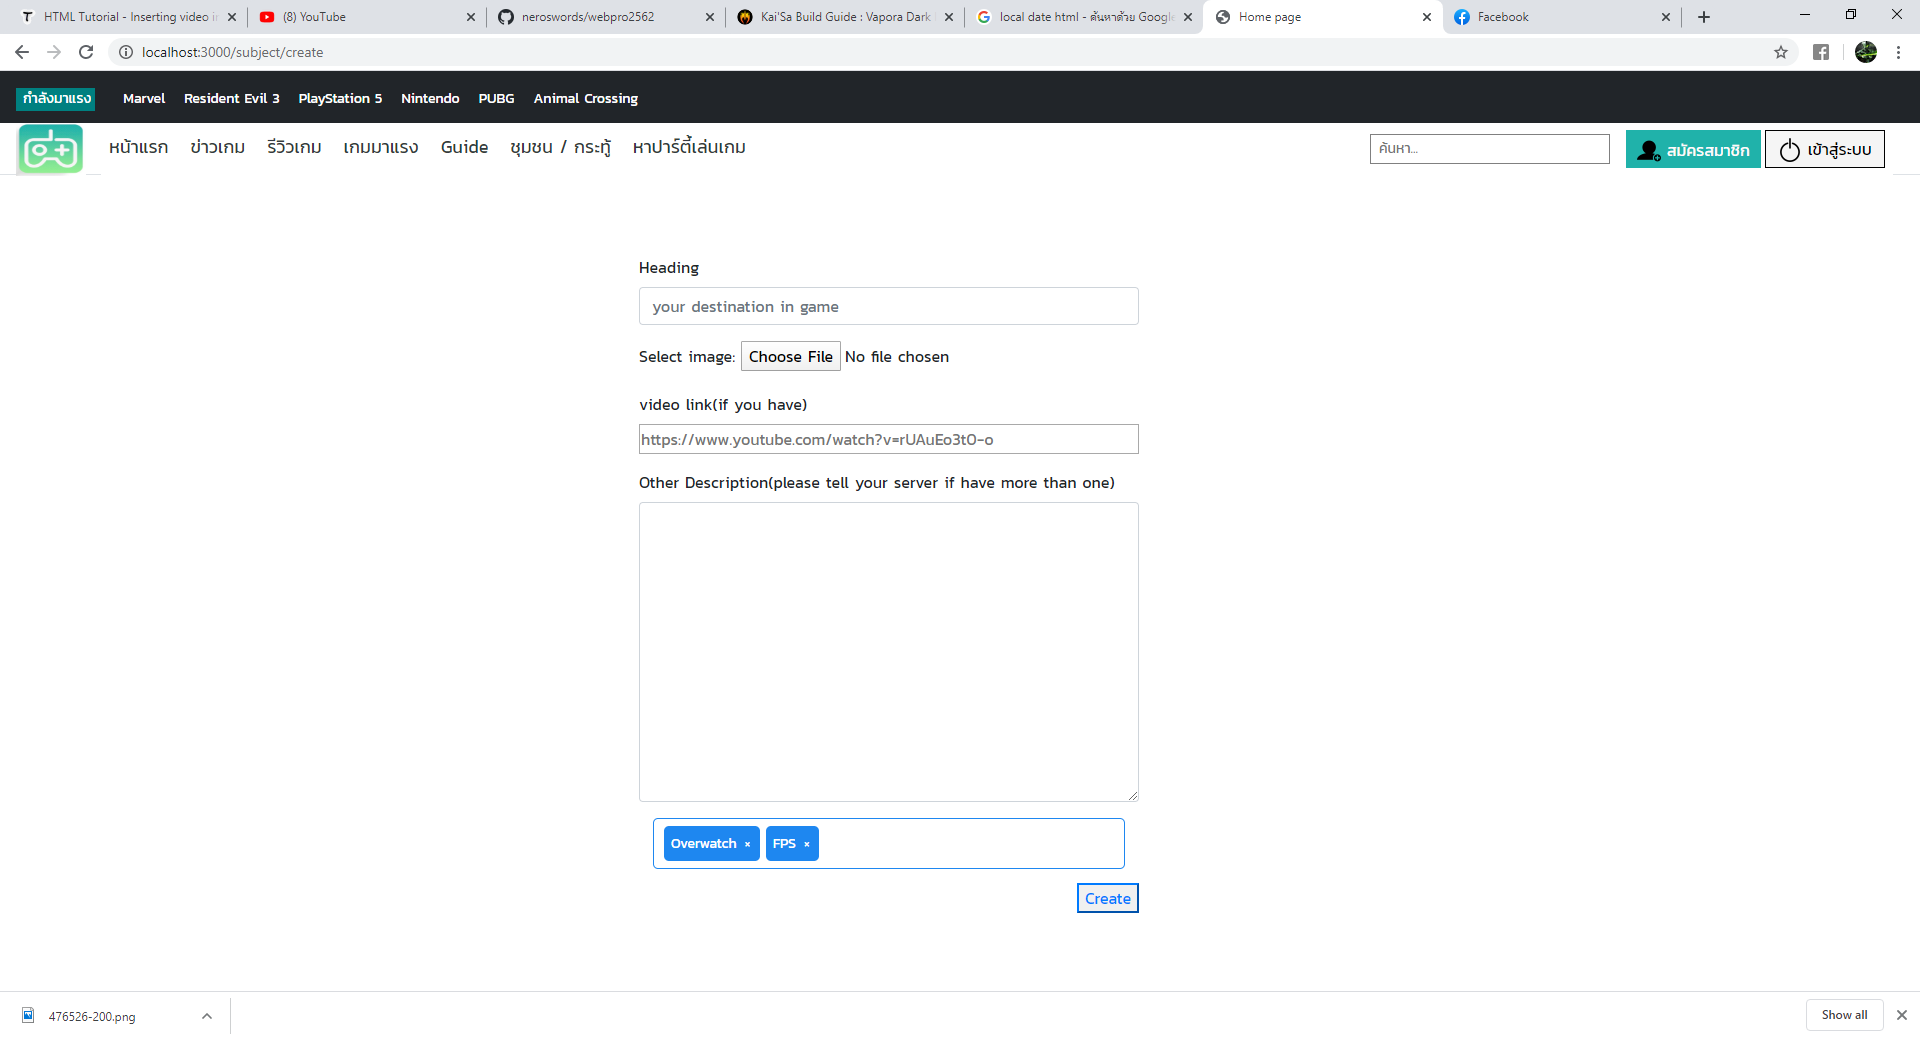 HTML Tutorial - Inserting video in
(8) YouTube
neroswords/webpro2562
Kai'Sa Build Guide : Vapora Dark
local date html - ค้นหาด้วย Google
Home page
Facebook
localhost:3000/subject/create
กำลังมาแรง Marvel Resident Evil 3 PlayStation 5 Nintendo PUBG Animal Crossing
หน้าแรก ข่าวเกม รีวิวเกม เกมมาแรง Guide ชุมชน / กระทู้ หาปาร์ตี้เล่นเกม ค้นหา... สมัครสมาชิก เข้าสู่ระบบ
Heading
your destination in game
Select image: Choose File No file chosen
video link(if you have)
https://www.youtube.com/watch?v=rUAuEo3tO-o
Other Description(please tell your server if have more than one)
Overwatch × FPS ×
Create
476526-200.png
Show all